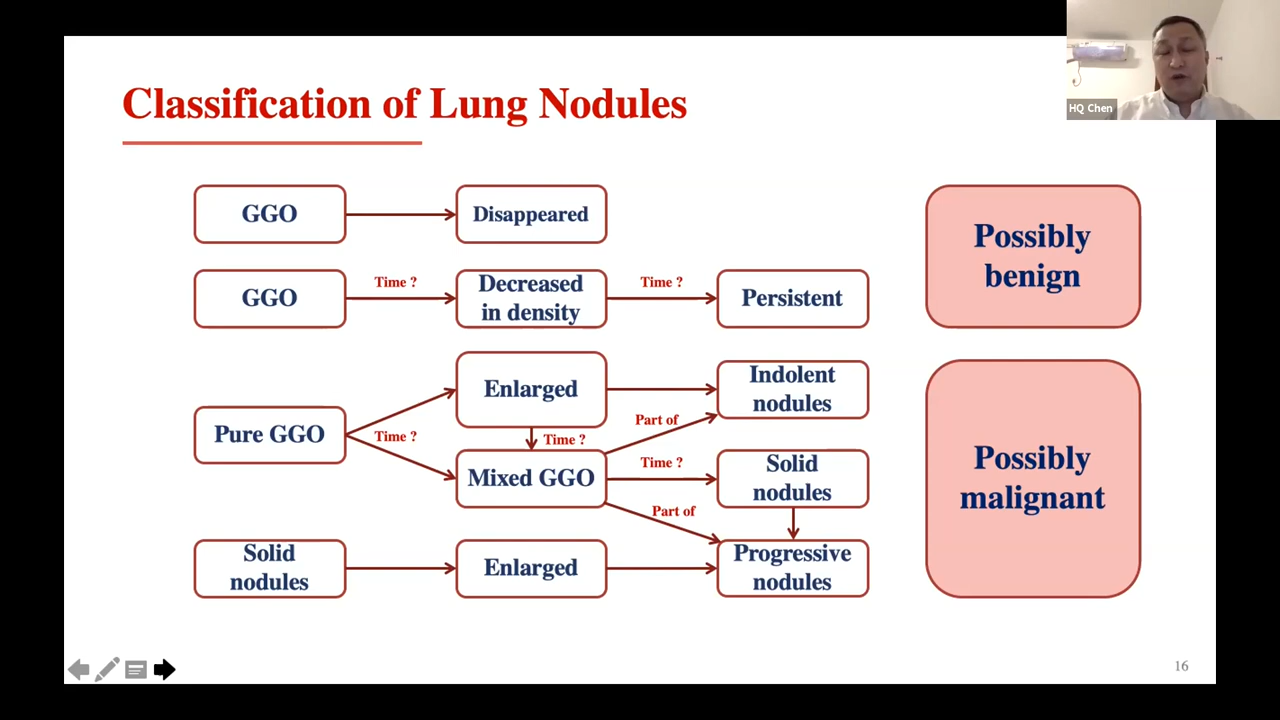 HQ Chen
Classification of Lung Nodules
GGO
Disappeared
GGO
Time ?
Decreased
in density
Time ?
Persistent
Possibly
benign
Pure GGO
Time ?
Enlarged
Time ?
Mixed GGO
Part of
Time ?
Part of
Indolent
nodules
Solid
nodules
Solid
nodules
Enlarged
Progressive
nodules
Possibly
malignant
16